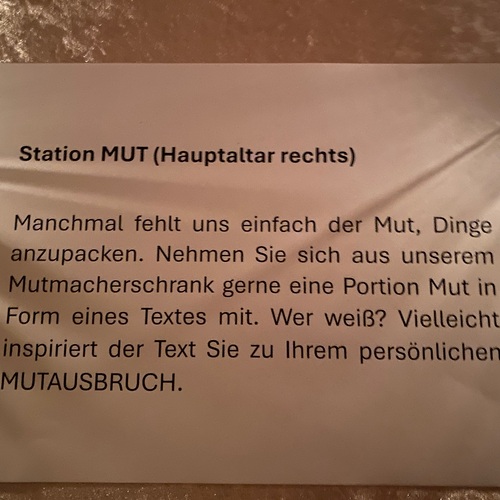 Station MUT (Hauptaltar rechts)
Manchmal fehlt uns einfach der Mut, Dinge
anzupacken. Nehmen Sie sich aus unserem
Mutmacherschrank gerne eine Portion Mut in
Form eines Textes mit. Wer weiß? Vielleicht
inspiriert der Text Sie zu Ihrem persönlichen
MUTAUSBRUCH.